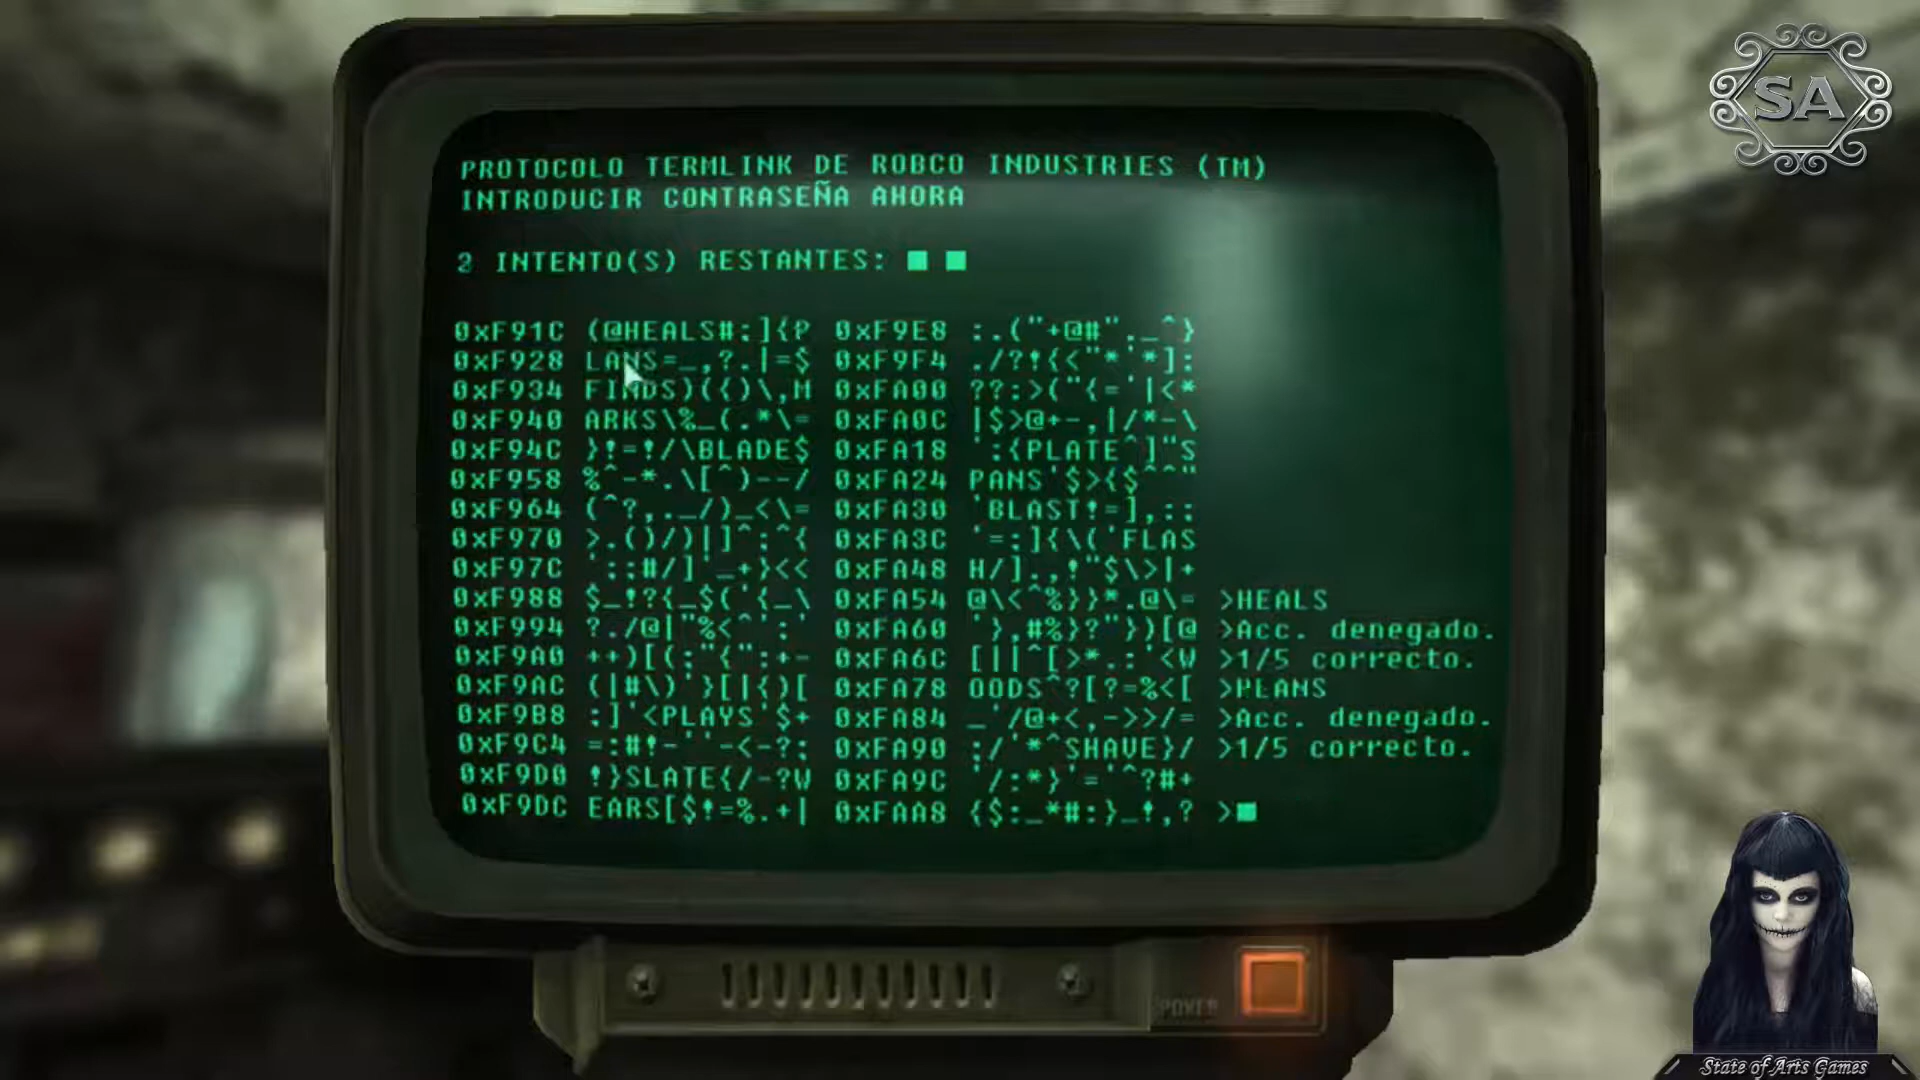 SA
PROTOCOLO TERMLINK DE ROBCO INDUSTRIES (TM)
INTRODUCIR CONTRASEÑA AHORA
2 INTENTO(S) RESTANTES: ■ ■
0xF91C (@HEALS#:]{P 0xF9E8 :.("+@#"._^}
0xF928 LANS=_,?.|=$ 0xF9F4 ./?!{<"*'*]:
0xF934 FINDS)({)\,M 0xFA00 ??:>("{='|<*
0xF940 ARKS\%_(.*\= 0xFA0C |$>@+-,|/*-\
0xF94C }!=!/\BLADE$ 0xFA18 ':{PLATE^]"S
0xF958 %^-*.\[^)--/ 0xFA24 PANS'$>{$^^"
0xF964 (^?,._/)_<\= 0xFA30 'BLAST!=],::
0xF970 >.()/)|]^:^{ 0xFA3C '=:]{\('FLAS
0xF97C '::#/]'_+}<< 0xFA48 H/].,!"$\>|+
0xF988 $_!?{_$('{_\ 0xFA54 @\<^%}}*.@\= >HEALS
0xF994 ?./@|"%<^':' 0xFA60 '},#%}?"})[@ >Acc. denegado.
0xF9A0 ++)[(:"{":+- 0xFA6C [||^[>*.:'<W >1/5 correcto.
0xF9AC (|#\)'}[|{)[ 0xFA78 OODS^?[?=%<[ >PLANS
0xF9B8 :]'<PLAYS'$+ 0xFA84 _'/@+<,->>/= >Acc. denegado.
0xF9C4 =:#!-''-<-?; 0xFA90 ;/'*^SHAVE}/ >1/5 correcto.
0xF9D0 !}SLATE{/-?W 0xFA9C '/:*}'='^?#+
0xF9DC EARS[$!=%.+| 0xFAA8 {$:_*#:}_!,? >■
POWER
State of Arts Games